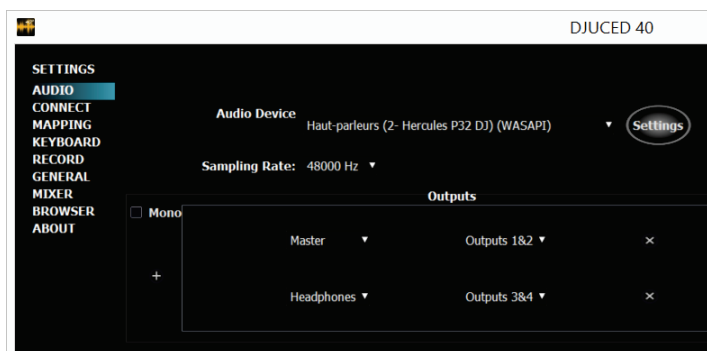 DJUCED 40
SETTINGS
AUDIO
CONNECT
MAPPING
KEYBOARD
RECORD
GENERAL
MIXER
BROWSER
ABOUT
Audio Device
Haut-parleurs (2- Hercules P32 DJ) (WASAPI) ▼ Settings
Sampling Rate: 48000 Hz ▼
Outputs
Mono
Master ▼ Outputs 1&2 ▼ ×
+
Headphones ▼ Outputs 3&4 ▼ ×